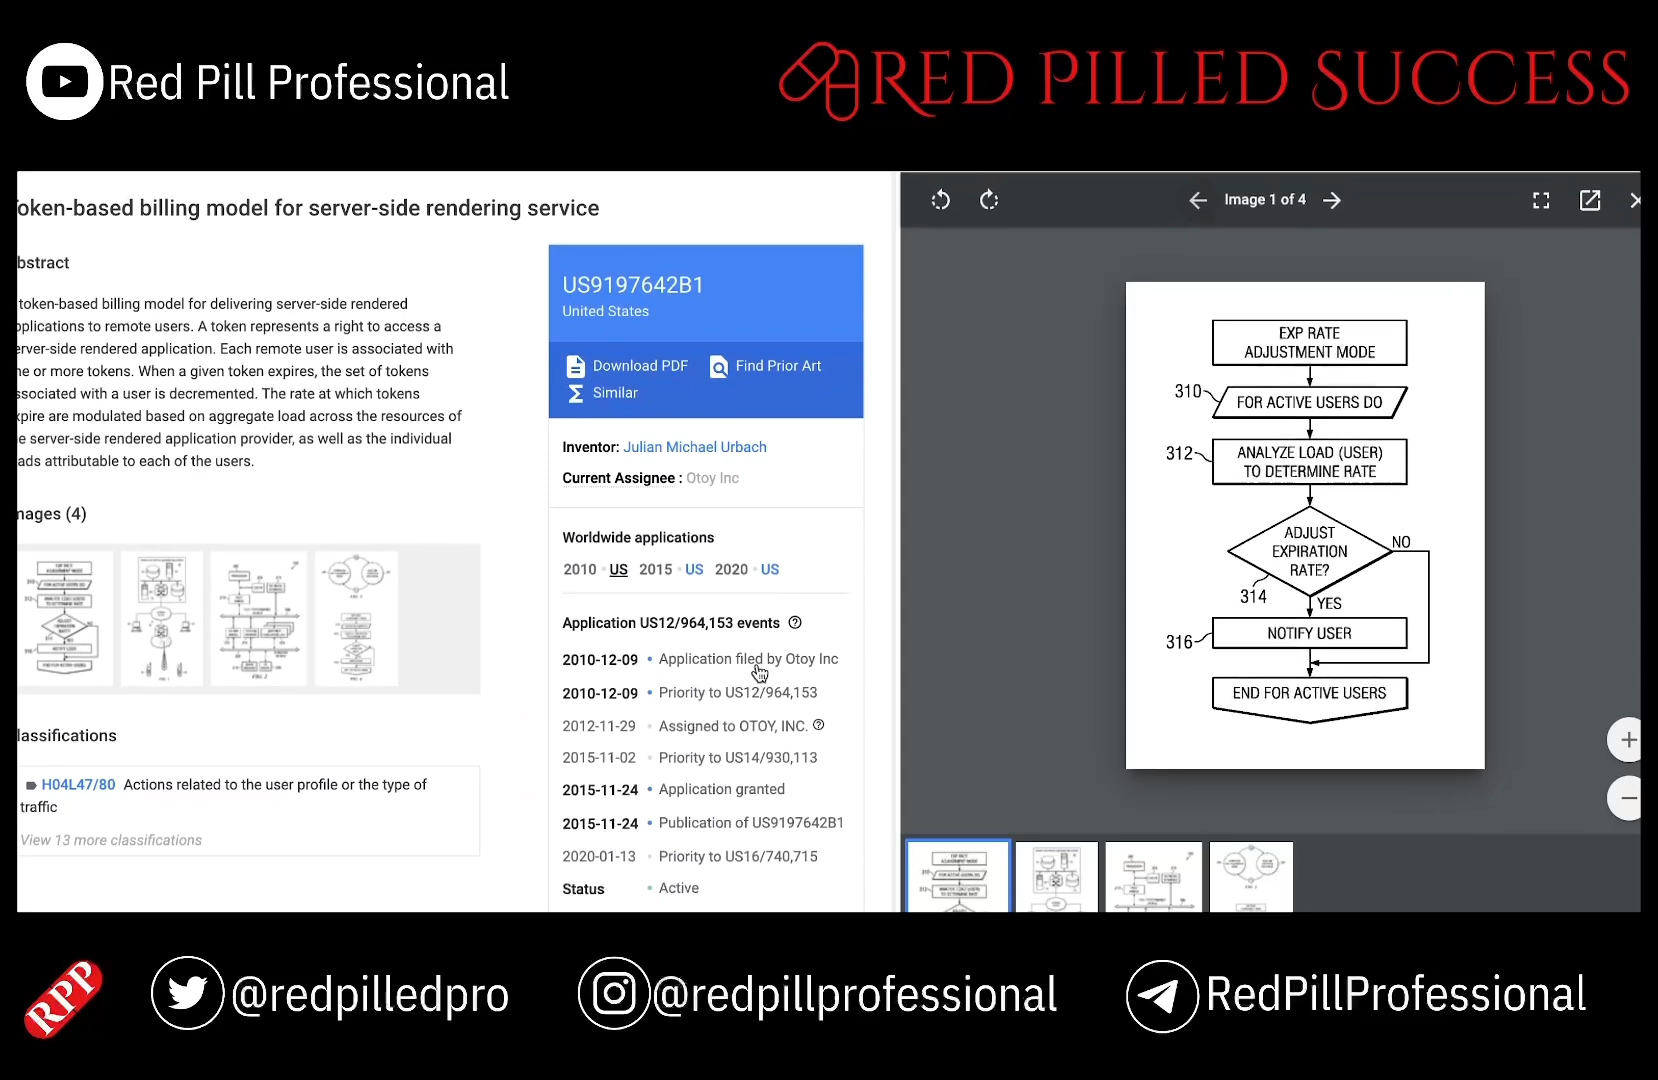 Red Pill Professional
RED PILLED SUCCESS
oken-based billing model for server-side rendering service
bstract
token-based billing model for delivering server-side rendered
pplications to remote users. A token represents a right to access a
erver-side rendered application. Each remote user is associated with
ne or more tokens. When a given token expires, the set of tokens
ssociated with a user is decremented. The rate at which tokens
xpire are modulated based on aggregate load across the resources of
e server-side rendered application provider, as well as the individual
ads attributable to each of the users.
mages (4)
lassifications
H04L47/80 Actions related to the user profile or the type of
traffic
View 13 more classifications
US9197642B1
United States
Download PDF
Find Prior Art
Similar
Inventor: Julian Michael Urbach
Current Assignee : Otoy Inc
Worldwide applications
2010 · US 2015 · US 2020 · US
Application US12/964,153 events
2010-12-09 • Application filed by Otoy Inc
2010-12-09 • Priority to US12/964,153
2012-11-29 • Assigned to OTOY, INC.
2015-11-02 • Priority to US14/930,113
2015-11-24 • Application granted
2015-11-24 • Publication of US9197642B1
2020-01-13 • Priority to US16/740,715
Status • Active
Image 1 of 4
EXP RATE
ADJUSTMENT MODE
310
FOR ACTIVE USERS DO
312
ANALYZE LOAD (USER)
TO DETERMINE RATE
ADJUST
EXPIRATION
RATE?
NO
314
YES
316
NOTIFY USER
END FOR ACTIVE USERS
RPP
@redpilledpro
@redpillprofessional
RedPillProfessional